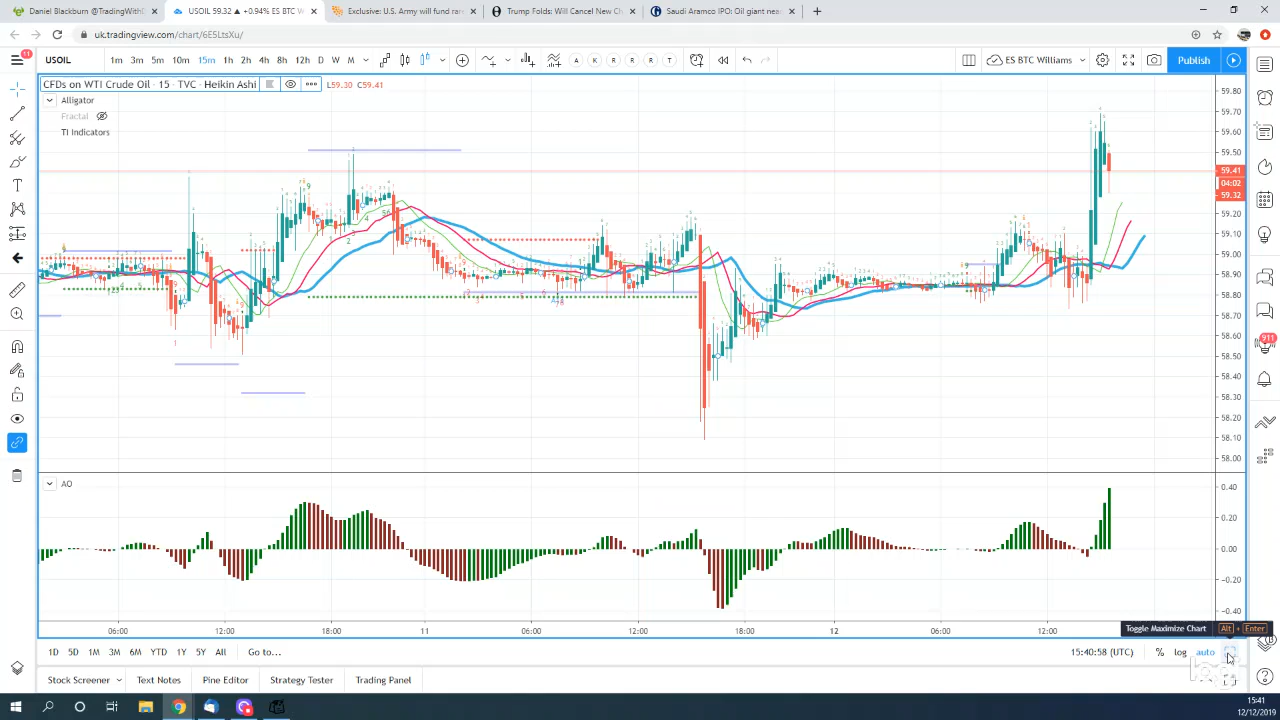 Daniel Blackburn @TradingWithD
USOIL 59.32 ▲ +0.94% ES BTC W
Exclusive: U.S. Army will fund rare
Trump Folds: Will Cancel New Ch
Saudi Aramco IPO: Oil giant near
uk.tradingview.com/chart/6E5LtsXu/
11
USOIL
1m 3m 5m 10m 15m 1h 2h 4h 8h 12h D W M
A R R R R T
ES BTC Williams
Publish
CFDs on WTI Crude Oil · 15 · TVC · Heikin Ashi
L59.30 C59.41
Alligator
Fractal
TI Indicators
59.80
59.70
59.60
59.50
59.41
04:02
59.32
59.20
59.10
59.00
58.90
58.80
58.70
58.60
58.50
58.40
58.30
58.20
58.10
58.00
911
AO
0.40
0.20
0.00
-0.20
-0.40
06:00 12:00 18:00 11 06:00 12:00 18:00 12 06:00 12:00
Toggle Maximize Chart Alt + Enter
1D 5D 1M 3M 6M YTD 1Y 5Y All Go to...
15:40:58 (UTC) % log auto
Stock Screener Text Notes Pine Editor Strategy Tester Trading Panel
15:41
12/12/2019